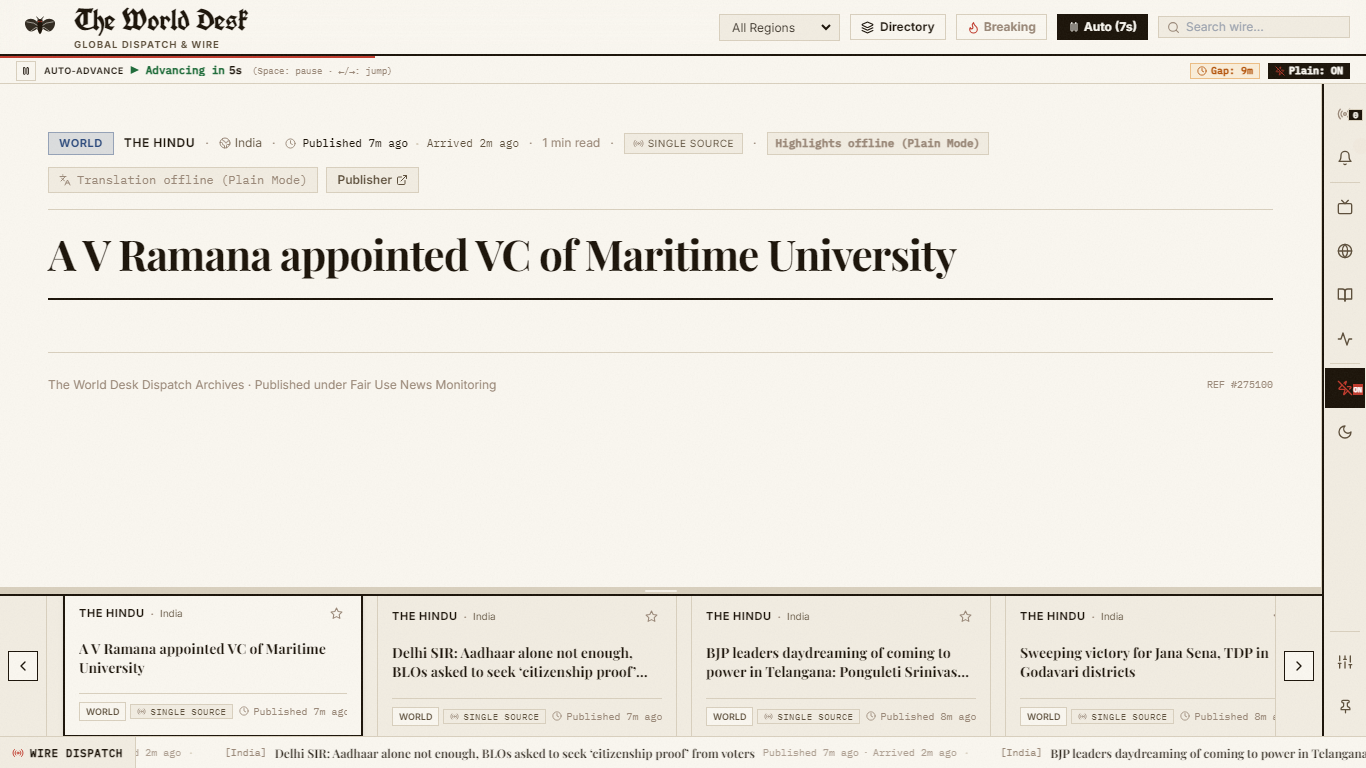 The World Desk
GLOBAL DISPATCH & WIRE
All Regions
Directory
Breaking
Auto (7s)
Search wire...
AUTO-ADVANCE Advancing in 5s (Space: pause · ←/→: jump)
Gap: 9m
Plain: ON
WORLD THE HINDU · India · Published 7m ago · Arrived 2m ago · 1 min read · SINGLE SOURCE · Highlights offline (Plain Mode)
Translation offline (Plain Mode) Publisher
A V Ramana appointed VC of Maritime University
The World Desk Dispatch Archives · Published under Fair Use News Monitoring
REF #275100
0
ON
THE HINDU · India
A V Ramana appointed VC of Maritime
University
WORLD SINGLE SOURCE Published 7m ago
THE HINDU · India
Delhi SIR: Aadhaar alone not enough,
BLOs asked to seek ‘citizenship proof’...
WORLD SINGLE SOURCE Published 7m ago
THE HINDU · India
BJP leaders daydreaming of coming to
power in Telangana: Ponguleti Srinivas...
WORLD SINGLE SOURCE Published 8m ago
THE HINDU · India
Sweeping victory for Jana Sena, TDP in
Godavari districts
WORLD SINGLE SOURCE Published 8m a
WIRE DISPATCH
d 2m ago · [India] Delhi SIR: Aadhaar alone not enough, BLOs asked to seek ‘citizenship proof’ from voters Published 7m ago · Arrived 2m ago · [India] BJP leaders daydreaming of coming to power in Telangana